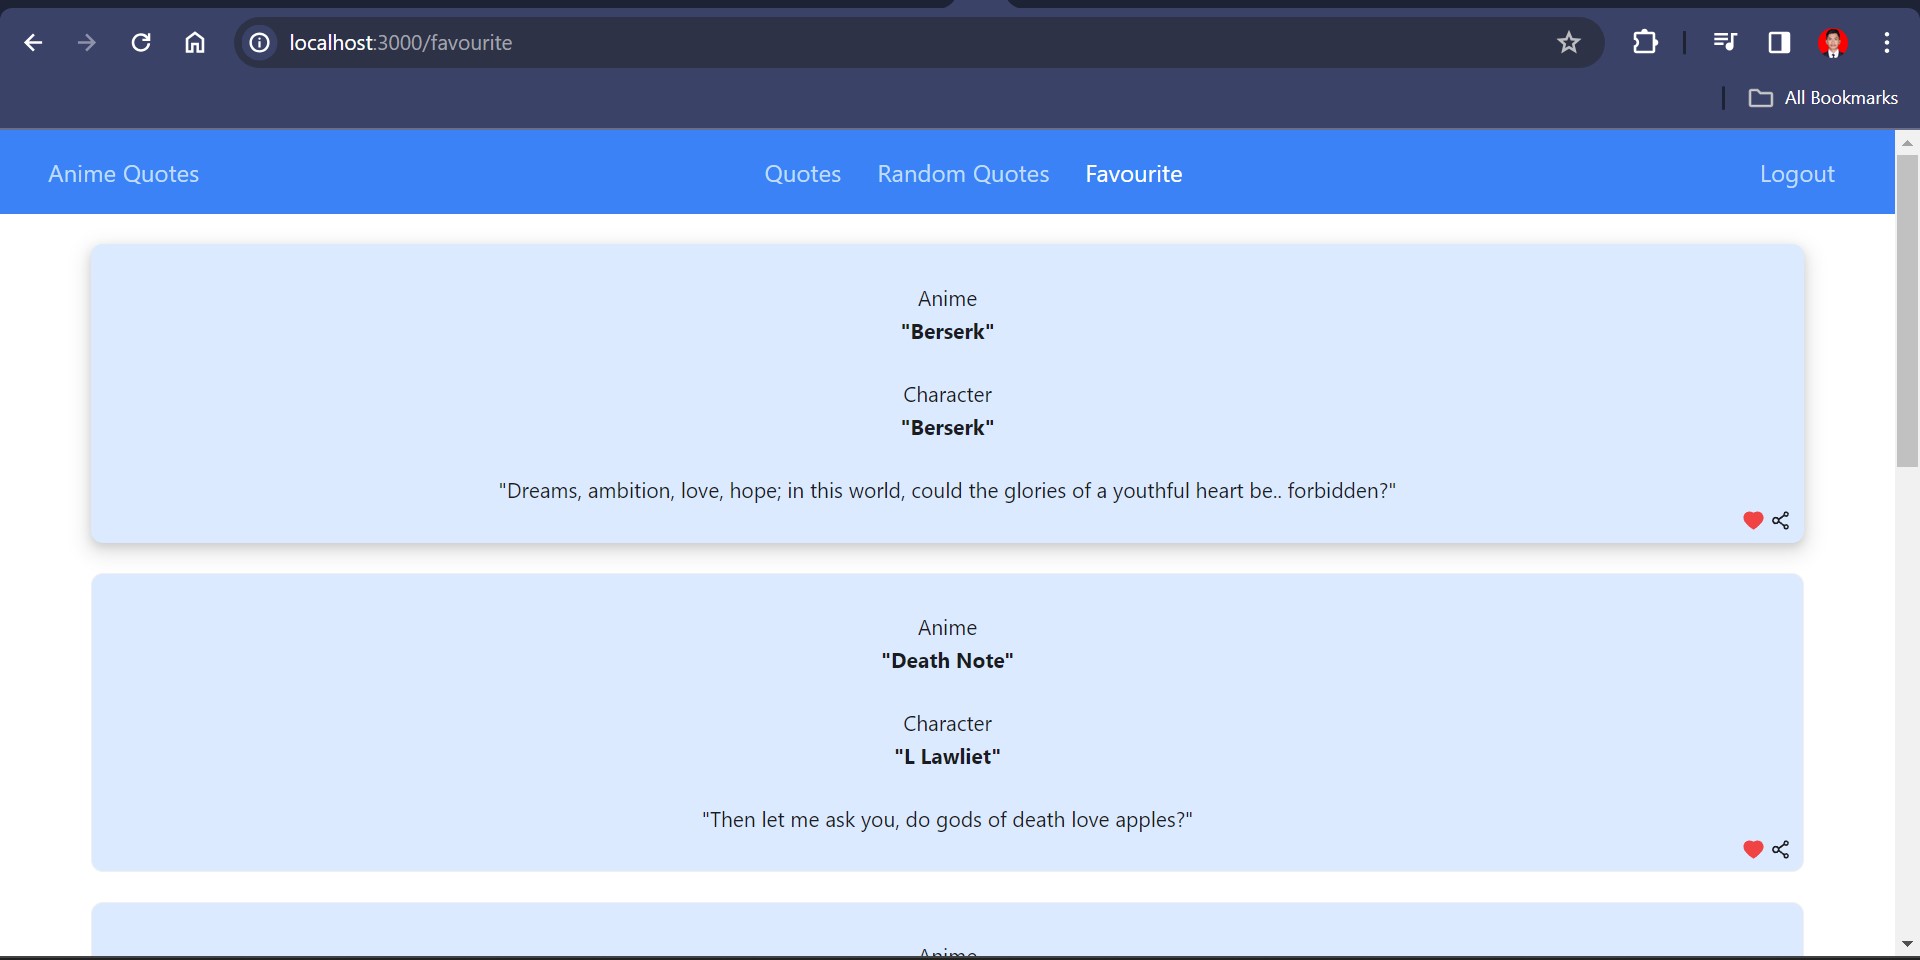 localhost:3000/favourite
All Bookmarks
Anime Quotes
Quotes Random Quotes Favourite
Logout
Anime
"Berserk"
Character
"Berserk"
"Dreams, ambition, love, hope; in this world, could the glories of a youthful heart be.. forbidden?"
Anime
"Death Note"
Character
"L Lawliet"
"Then let me ask you, do gods of death love apples?"
Anime